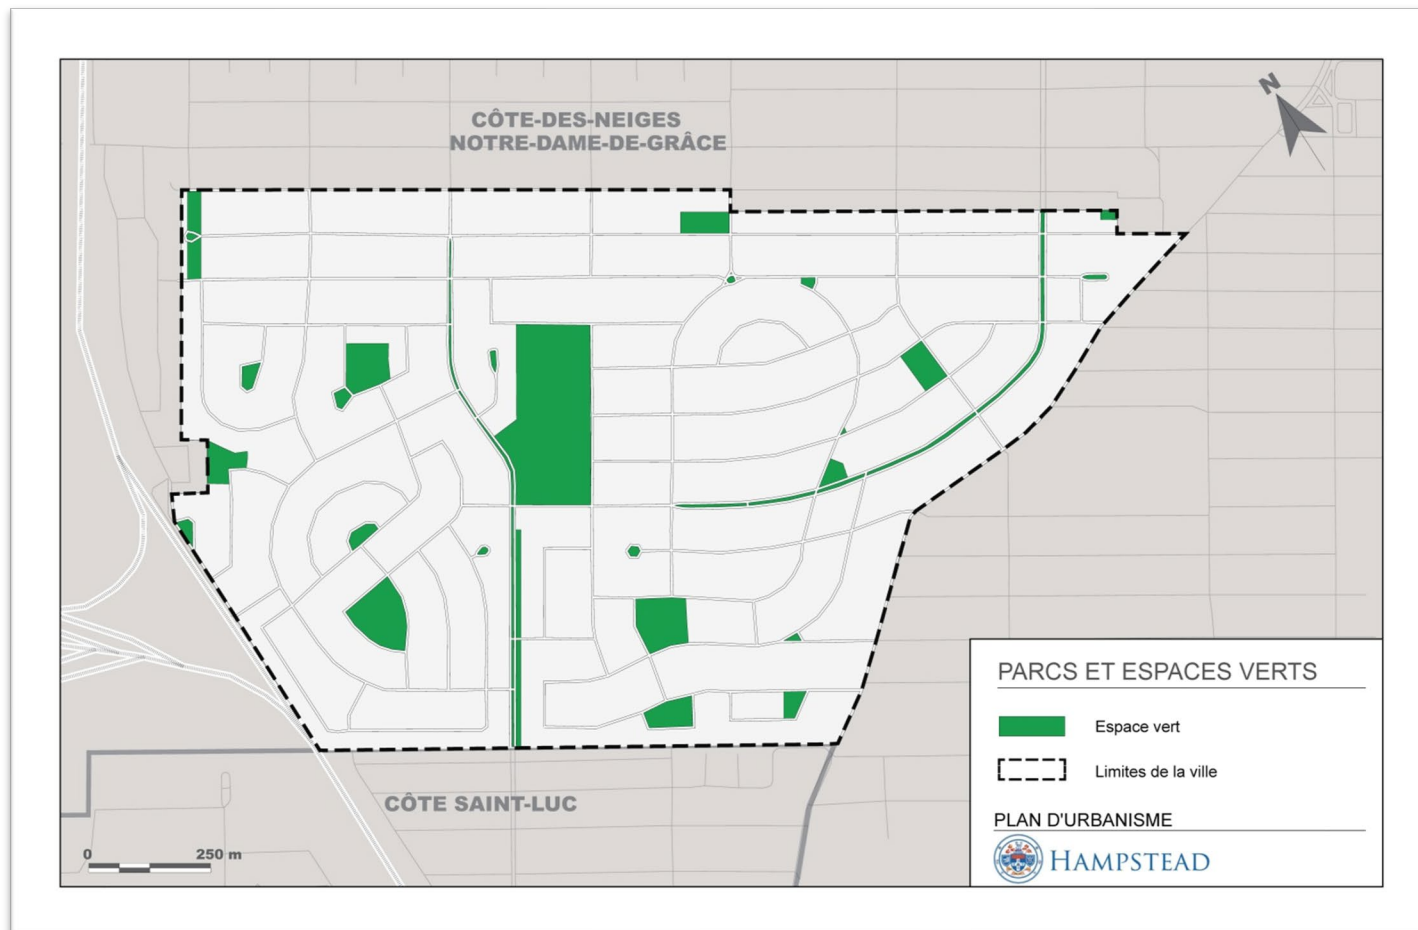 CÔTE-DES-NEIGES
NOTRE-DAME-DE-GRÂCE
N
PARCS ET ESPACES VERTS
Espace vert
Limites de la ville
PLAN D'URBANISME
HAMPSTEAD
CÔTE SAINT-LUC
0 250 m